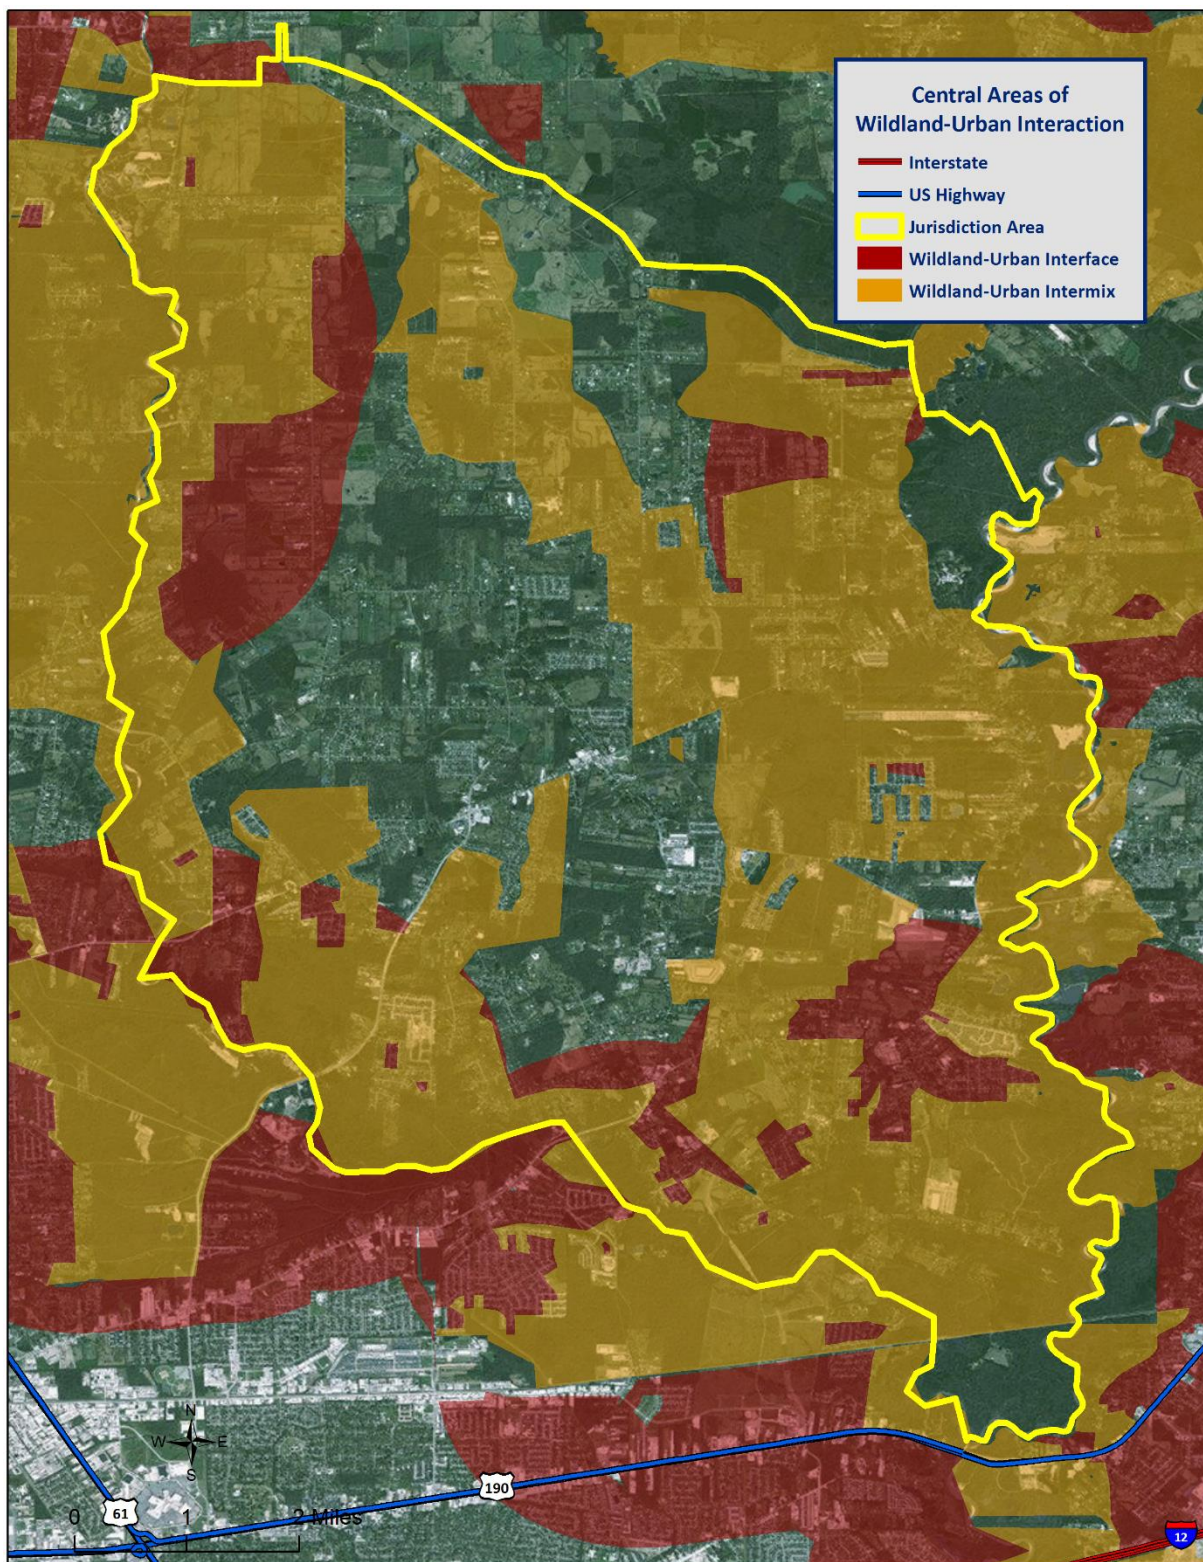 Central Areas of
Wildland-Urban Interaction
Interstate
US Highway
Jurisdiction Area
Wildland-Urban Interface
Wildland-Urban Intermix
N
W E
S
190
61
0 1 2 Miles
12